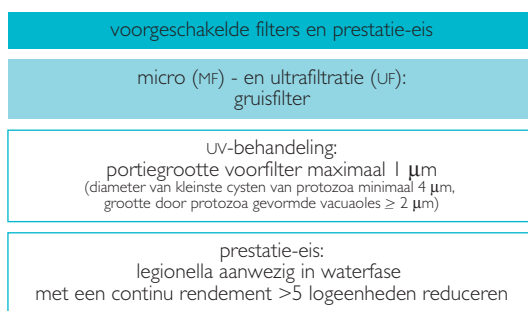 voorgeschakelde filters en prestatie-eis
micro (MF) - en ultrafiltratie (UF):
gruisfilter
UV-behandeling:
portiegrootte voorfilter maximaal 1 μm
(diameter van kleinste cysten van protozoa minimaal 4 μm,
grootte door protozoa gevormde vacuaoles ≥ 2 μm)
prestatie-eis:
legionella aanwezig in waterfase
met een continu rendement >5 logeenheden reduceren